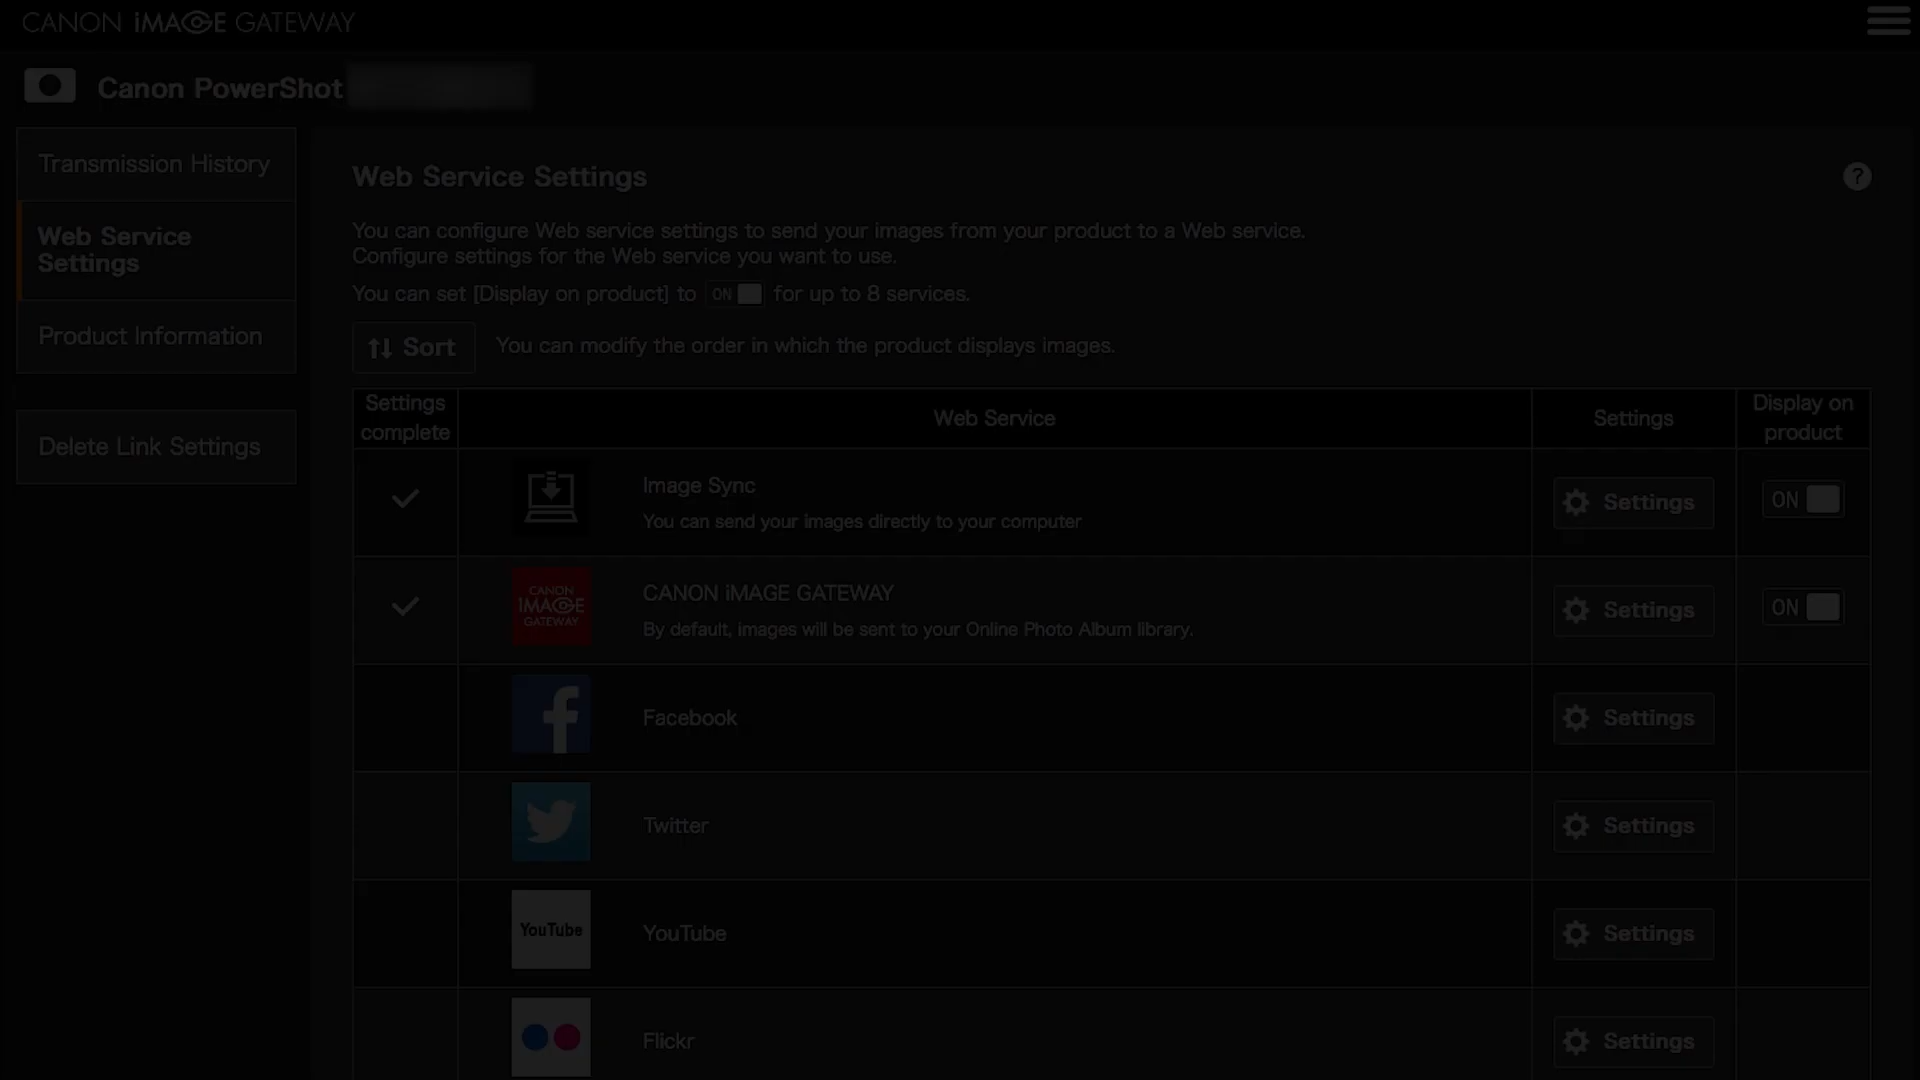 CANON iMAGE GATEWAY
Canon PowerShot
Transmission History
Web Service
Settings
Product Information
Delete Link Settings
Web Service Settings
?
You can configure Web service settings to send your images from your product to a Web service.
Configure settings for the Web service you want to use.
You can set [Display on product] to ON for up to 8 services.
Sort You can modify the order in which the product displays images.
Settings complete Web Service Settings Display on product
Image Sync
You can send your images directly to your computer
Settings ON
CANON iMAGE GATEWAY
CANON iMAGE GATEWAY
By default, images will be sent to your Online Photo Album library.
Settings ON
f Facebook Settings
Twitter Settings
YouTube YouTube Settings
Flickr Settings